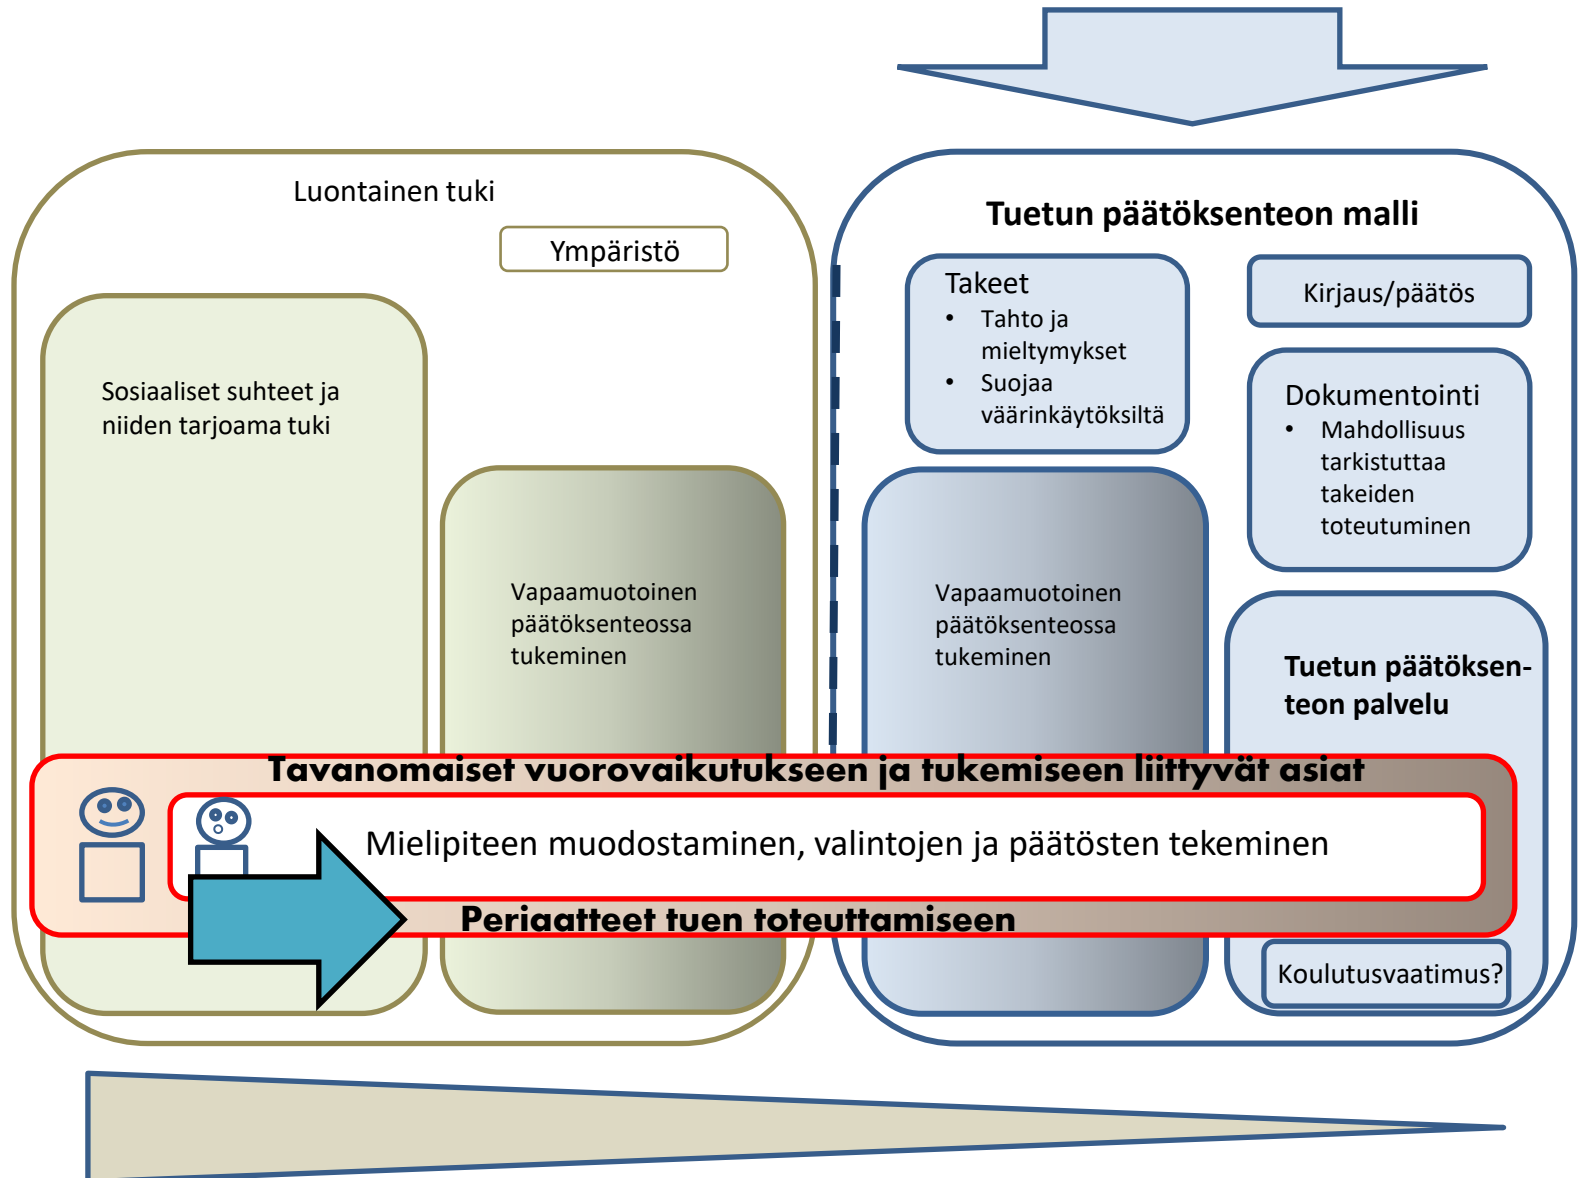 Luontainen tuki
Ympäristö
Sosiaaliset suhteet ja
niiden tarjoama tuki
Vapaamuotoinen
päätöksenteossa
tukeminen
Tuetun päätöksenteon malli
Takeet
• Tahto ja
mieltymykset
• Suojaa
väärinkäytöksiltä
Kirjaus/päätös
Dokumentointi
• Mahdollisuus
tarkistuttaa
takeiden
toteutuminen
Vapaamuotoinen
päätöksenteossa
tukeminen
Tuetun päätöksen-
teon palvelu
Tavanomaiset vuorovaikutukseen ja tukemiseen liittyvät asiat
Mielipiteen muodostaminen, valintojen ja päätösten tekeminen
Periaatteet tuen toteuttamiseen
Koulutusvaatimus?